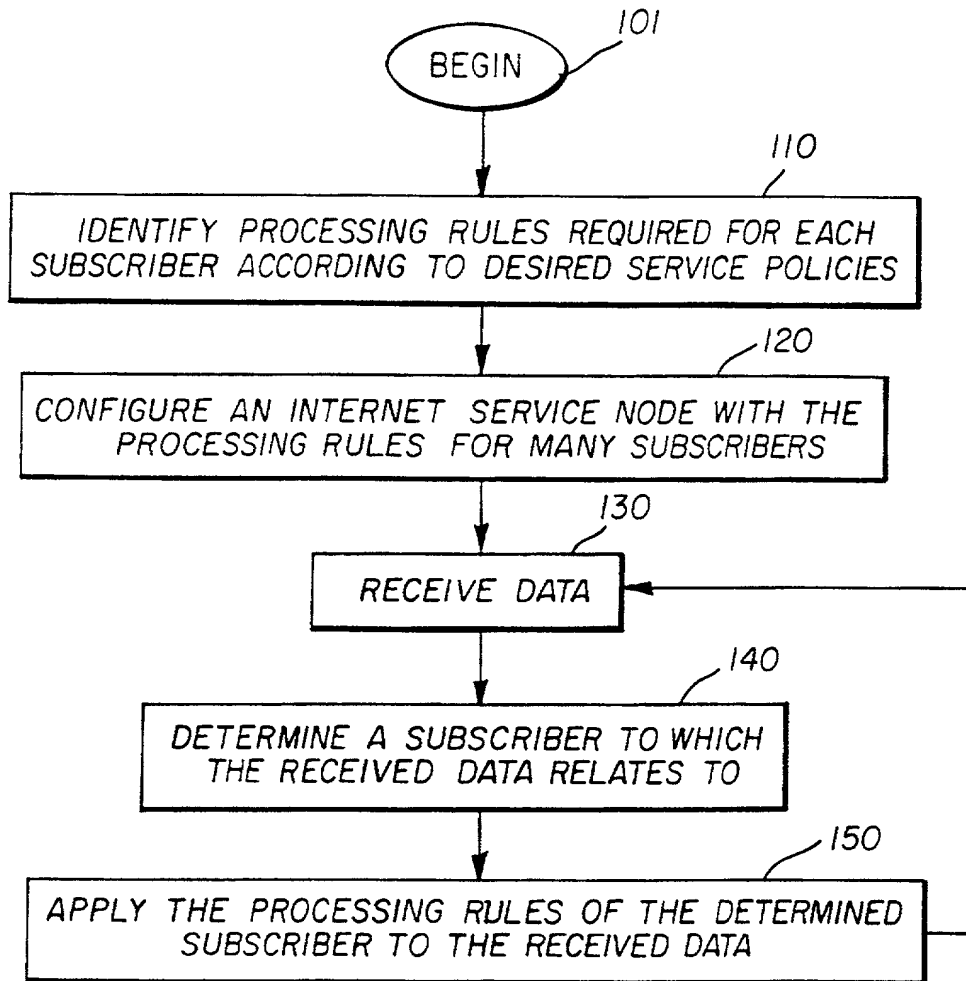 101
BEGIN
110
IDENTIFY PROCESSING RULES REQUIRED FOR EACH
SUBSCRIBER ACCORDING TO DESIRED SERVICE POLICIES
120
CONFIGURE AN INTERNET SERVICE NODE WITH THE
PROCESSING RULES FOR MANY SUBSCRIBERS
130
RECEIVE DATA
140
DETERMINE A SUBSCRIBER TO WHICH
THE RECEIVED DATA RELATES TO
150
APPLY THE PROCESSING RULES OF THE DETERMINED
SUBSCRIBER TO THE RECEIVED DATA